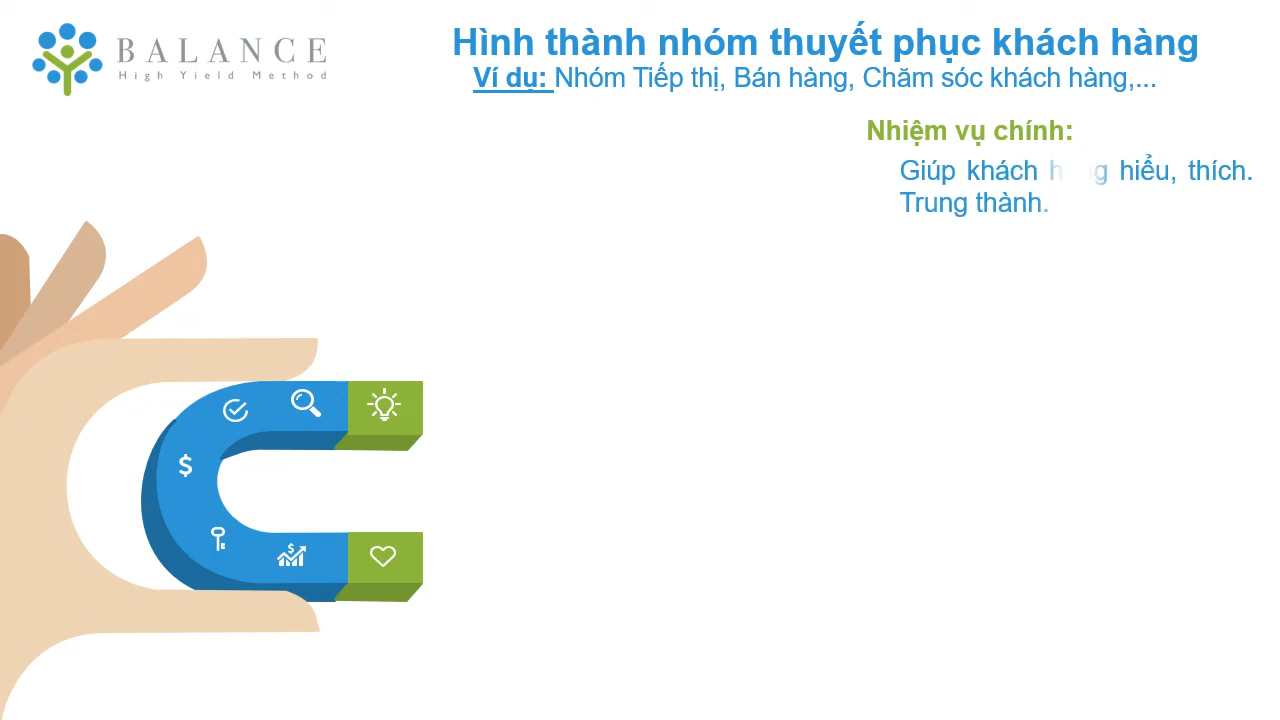 BALANCE
High Yield Method
Hình thành nhóm thuyết phục khách hàng
Ví dụ: Nhóm Tiếp thị, Bán hàng, Chăm sóc khách hàng,...
Nhiệm vụ chính:
Giúp khách hiểu, thích.
Trung thành.
$
$